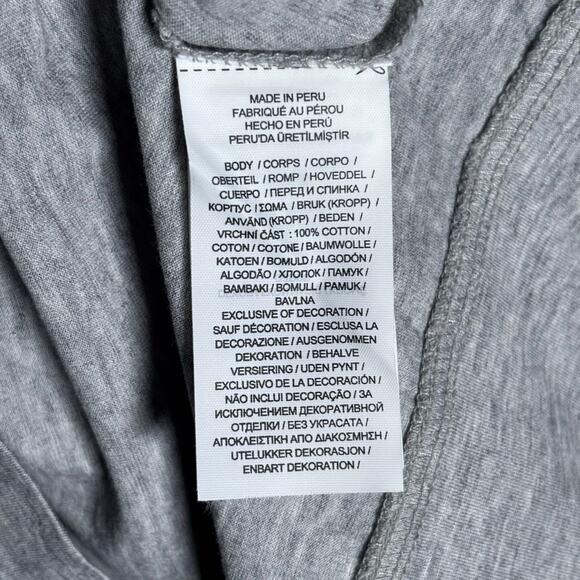 MADE IN PERU
FABRIQUÉ AU PÉROU
HECHO EN PERÚ
PERU'DA ÜRETİLMİŞTİR
BODY / CORPS / CORPO /
OBERTEIL / ROMP / HOVEDDEL /
CUERPO / ПЕРЕД И СПИНКА /
КОРПУС / ΣΩΜΑ / BRUK (KROPP) /
ANVÄND (KROPP) / BEDEN /
VRCHNÍ ČÁST : 100% COTTON /
COTON / COTONE / BAUMWOLLE /
KATOEN / BOMULD / ALGODÓN /
ALGODÃO / ХЛОПОК / ПАМУК /
BAMBAKI / BOMULL / PAMUK /
BAVLNA
EXCLUSIVE OF DECORATION /
SAUF DÉCORATION / ESCLUSA LA
DECORAZIONE / AUSGENOMMEN
DEKORATION / BEHALVE
VERSIERING / UDEN PYNT /
EXCLUSIVO DE LA DECORACIÓN /
NÃO INCLUI DECORAÇÃO / ЗА
ИСКЛЮЧЕНИЕМ ДЕКОРАТИВНОЙ
ОТДЕЛКИ / БЕЗ УКРАСАТА /
ΑΠΟΚΛΕΙΣΤΙΚΗ ΑΠΟ ΔΙΑΚΟΣΜΗΣΗ /
UTELUKKER DEKORASJON /
ENBART DEKORATION /